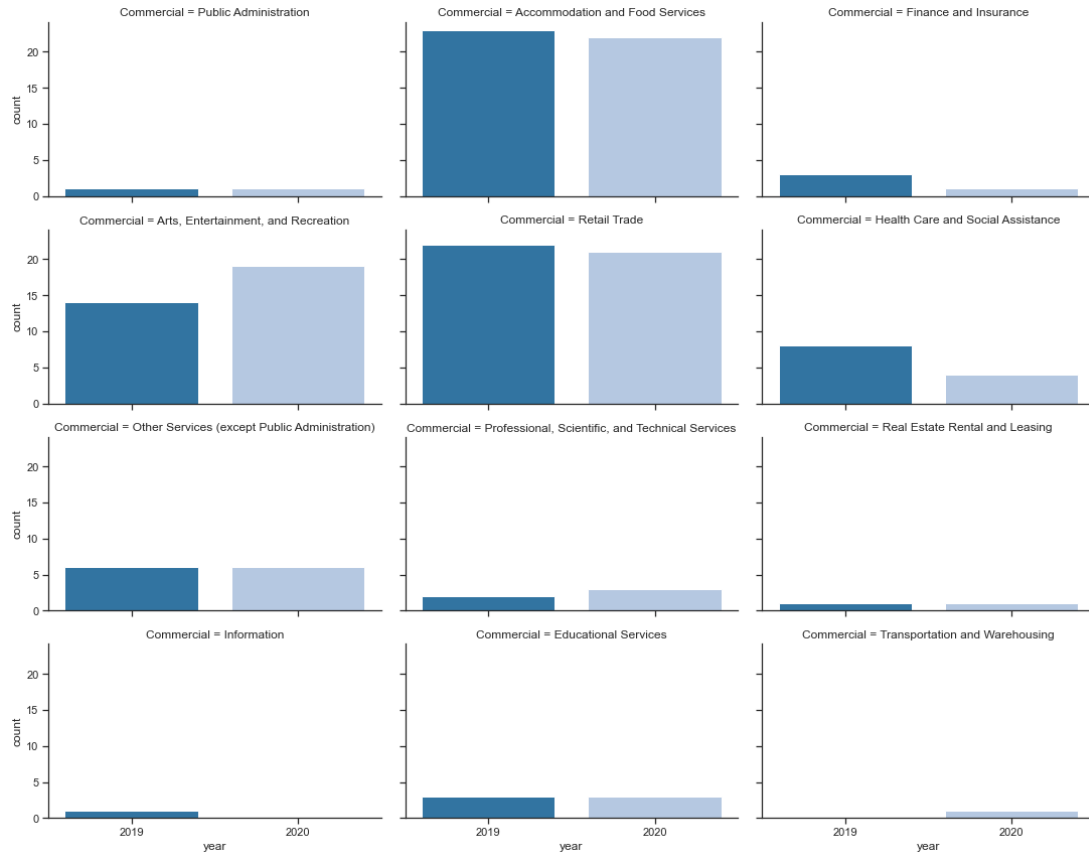 Commercial = Public Administration
Commercial = Accommodation and Food Services
Commercial = Finance and Insurance
20
15
10
5
0
count
Commercial = Arts, Entertainment, and Recreation
Commercial = Retail Trade
Commercial = Health Care and Social Assistance
20
15
10
5
0
count
Commercial = Other Services (except Public Administration)
Commercial = Professional, Scientific, and Technical Services
Commercial = Real Estate Rental and Leasing
20
15
10
5
0
count
Commercial = Information
Commercial = Educational Services
Commercial = Transportation and Warehousing
20
15
10
5
0
count
2019 2020
year
2019 2020
year
2019 2020
year